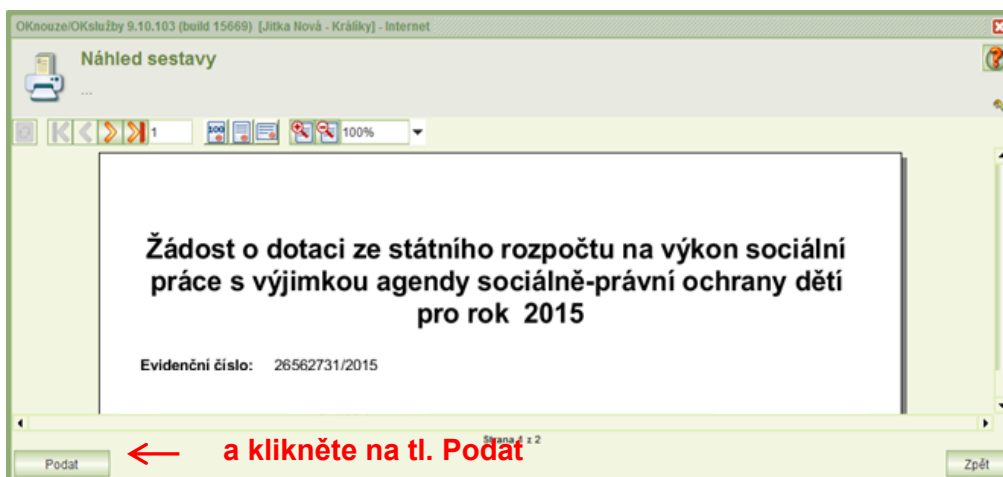 OKnouze/OKslužby 9.10.103 (build 15669) [Jitka Nová - Králíky] - Internet
Náhled sestavy
...
1
100
100%
Žádost o dotaci ze státního rozpočtu na výkon sociální
práce s výjimkou agendy sociálně-právní ochrany dětí
pro rok 2015
Evidenční číslo: 26562731/2015
Strana 1 z 2
a klikněte na tl. Podat
Podat
Zpět